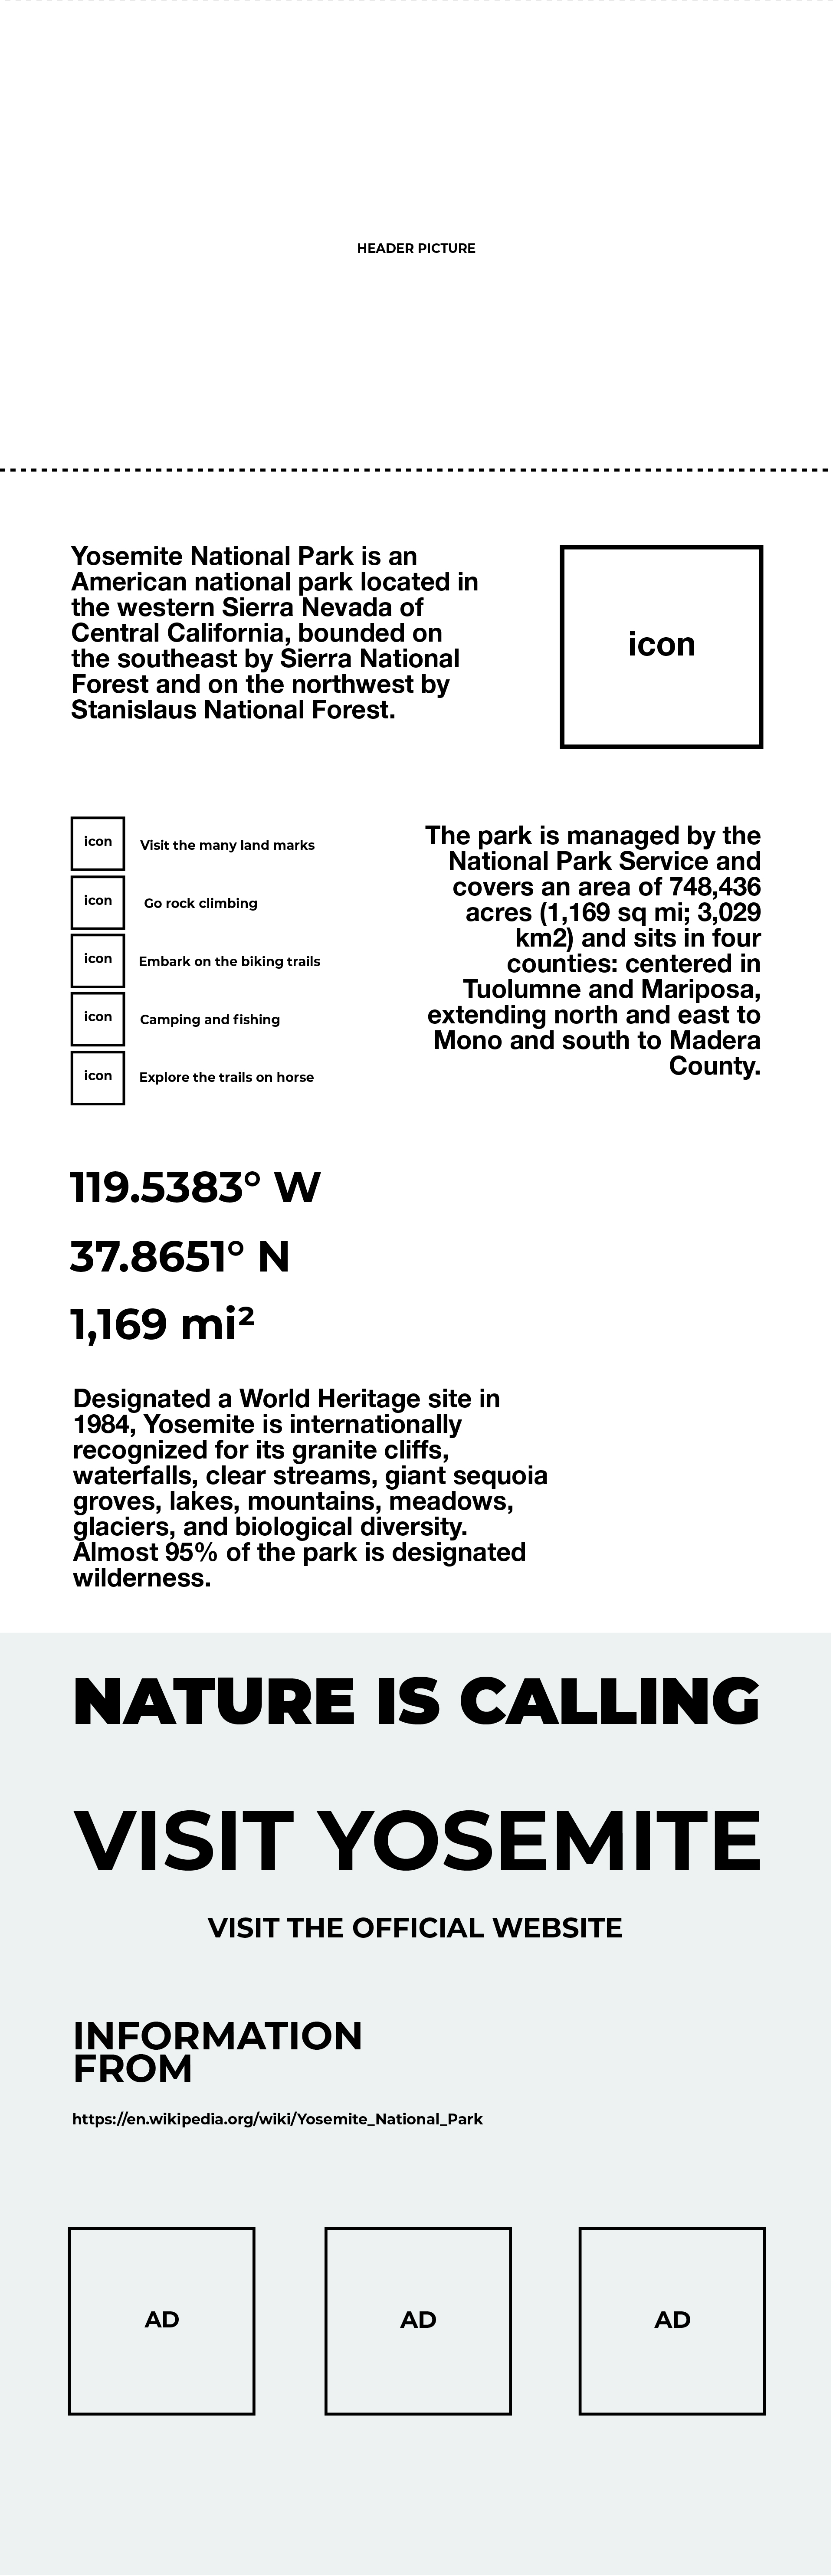 HEADER PICTURE
Yosemite National Park is an
American national park located in
the western Sierra Nevada of
Central California, bounded on
the southeast by Sierra National
Forest and on the northwest by
Stanislaus National Forest.
icon
icon
Visit the many land marks
icon
Go rock climbing
icon
Embark on the biking trails
icon
Camping and fishing
icon
Explore the trails on horse
The park is managed by the
National Park Service and
covers an area of 748,436
acres (1,169 sq mi; 3,029
km2) and sits in four
counties: centered in
Tuolumne and Mariposa,
extending north and east to
Mono and south to Madera
County.
119.5383° W
37.8651° N
1,169 mi²
Designated a World Heritage site in
1984, Yosemite is internationally
recognized for its granite cliffs,
waterfalls, clear streams, giant sequoia
groves, lakes, mountains, meadows,
glaciers, and biological diversity.
Almost 95% of the park is designated
wilderness.
NATURE IS CALLING
VISIT YOSEMITE
VISIT THE OFFICIAL WEBSITE
INFORMATION
FROM
https://en.wikipedia.org/wiki/Yosemite_National_Park
AD
AD
AD